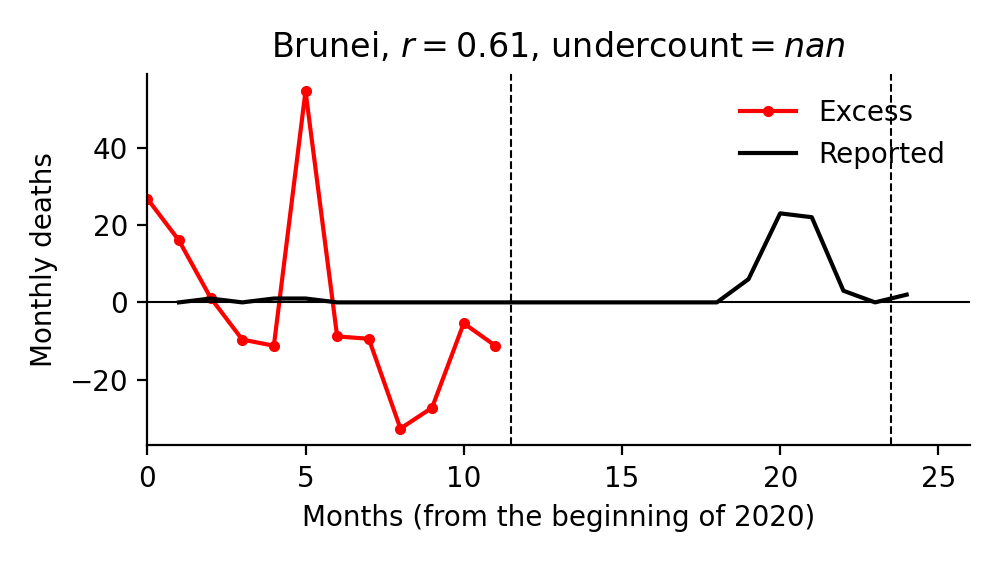 Brunei, r = 0.61, undercount = nan
Excess
Reported
Monthly deaths
40
20
0
−20
0 5 10 15 20 25
Months (from the beginning of 2020)